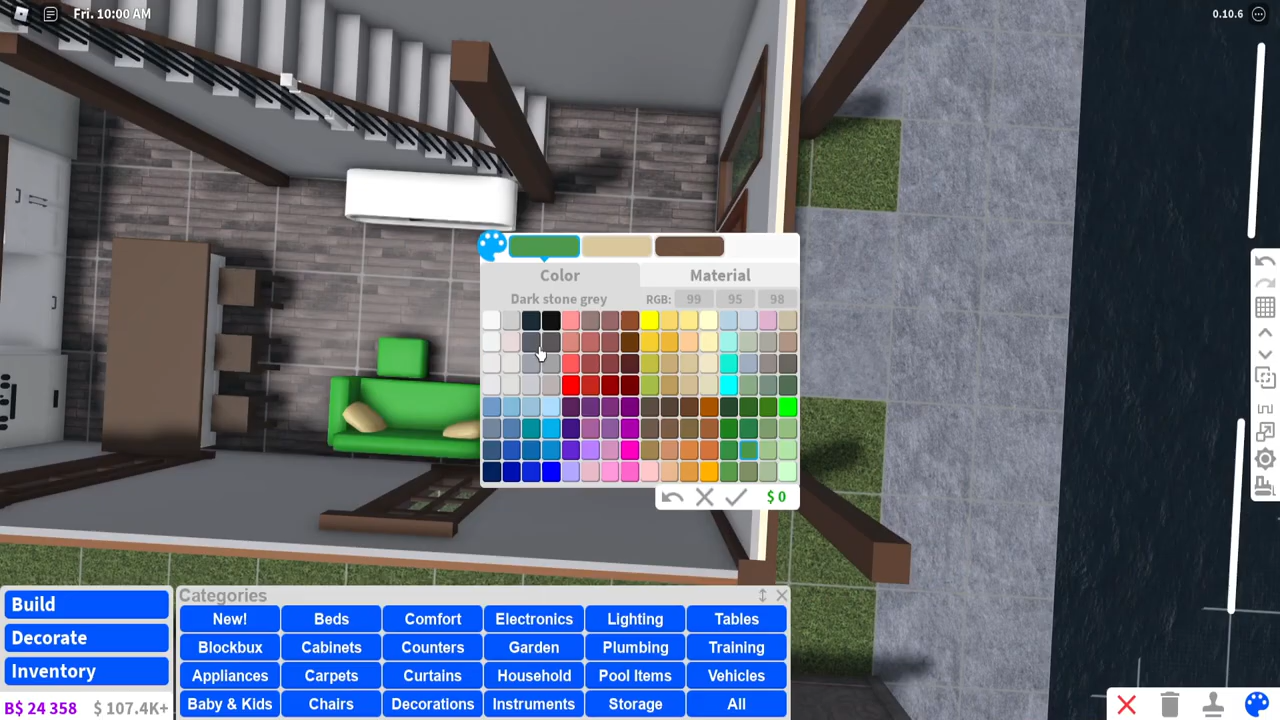 Fri. 10:00 AM
0.10.6
Color
Material
Dark stone grey
RGB: 99 95 98
$ 0
Build
Decorate
Inventory
B$ 24 358 $ 107.4K+
Categories
New! Beds Comfort Electronics Lighting Tables
Blockbux Cabinets Counters Garden Plumbing Training
Appliances Carpets Curtains Household Pool Items Vehicles
Baby & Kids Chairs Decorations Instruments Storage All